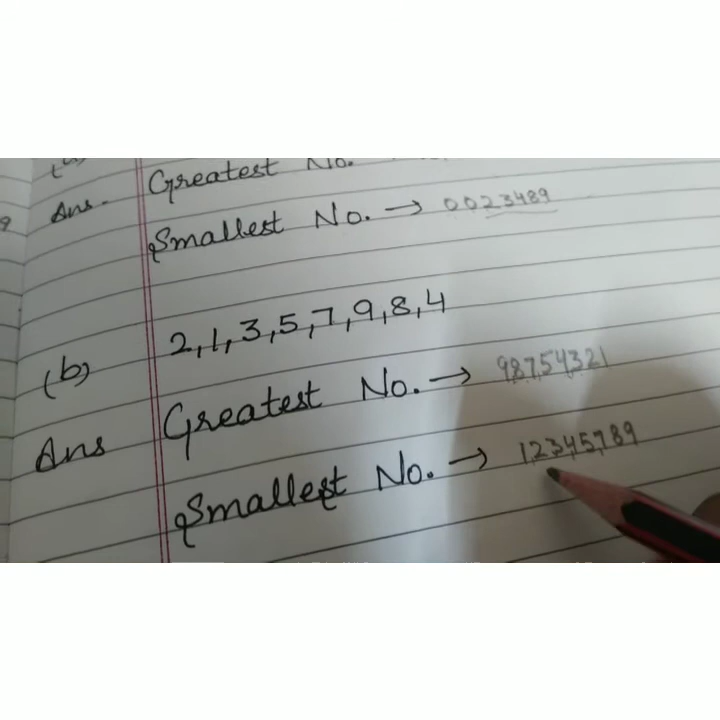 Ans. Greatest No.
Smallest No. → 0023489
(b) 2,1,3,5,7,9,8,4
Ans Greatest No. → 98754321
Smallest No. → 12345789